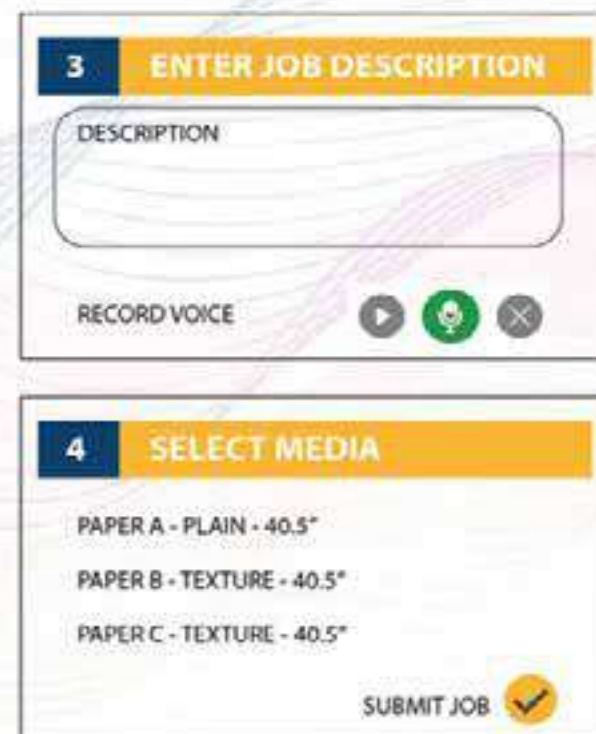 3 ENTER JOB DESCRIPTION
DESCRIPTION
RECORD VOICE
4 SELECT MEDIA
PAPER A - PLAIN - 40.5"
PAPER B - TEXTURE - 40.5"
PAPER C - TEXTURE - 40.5"
SUBMIT JOB